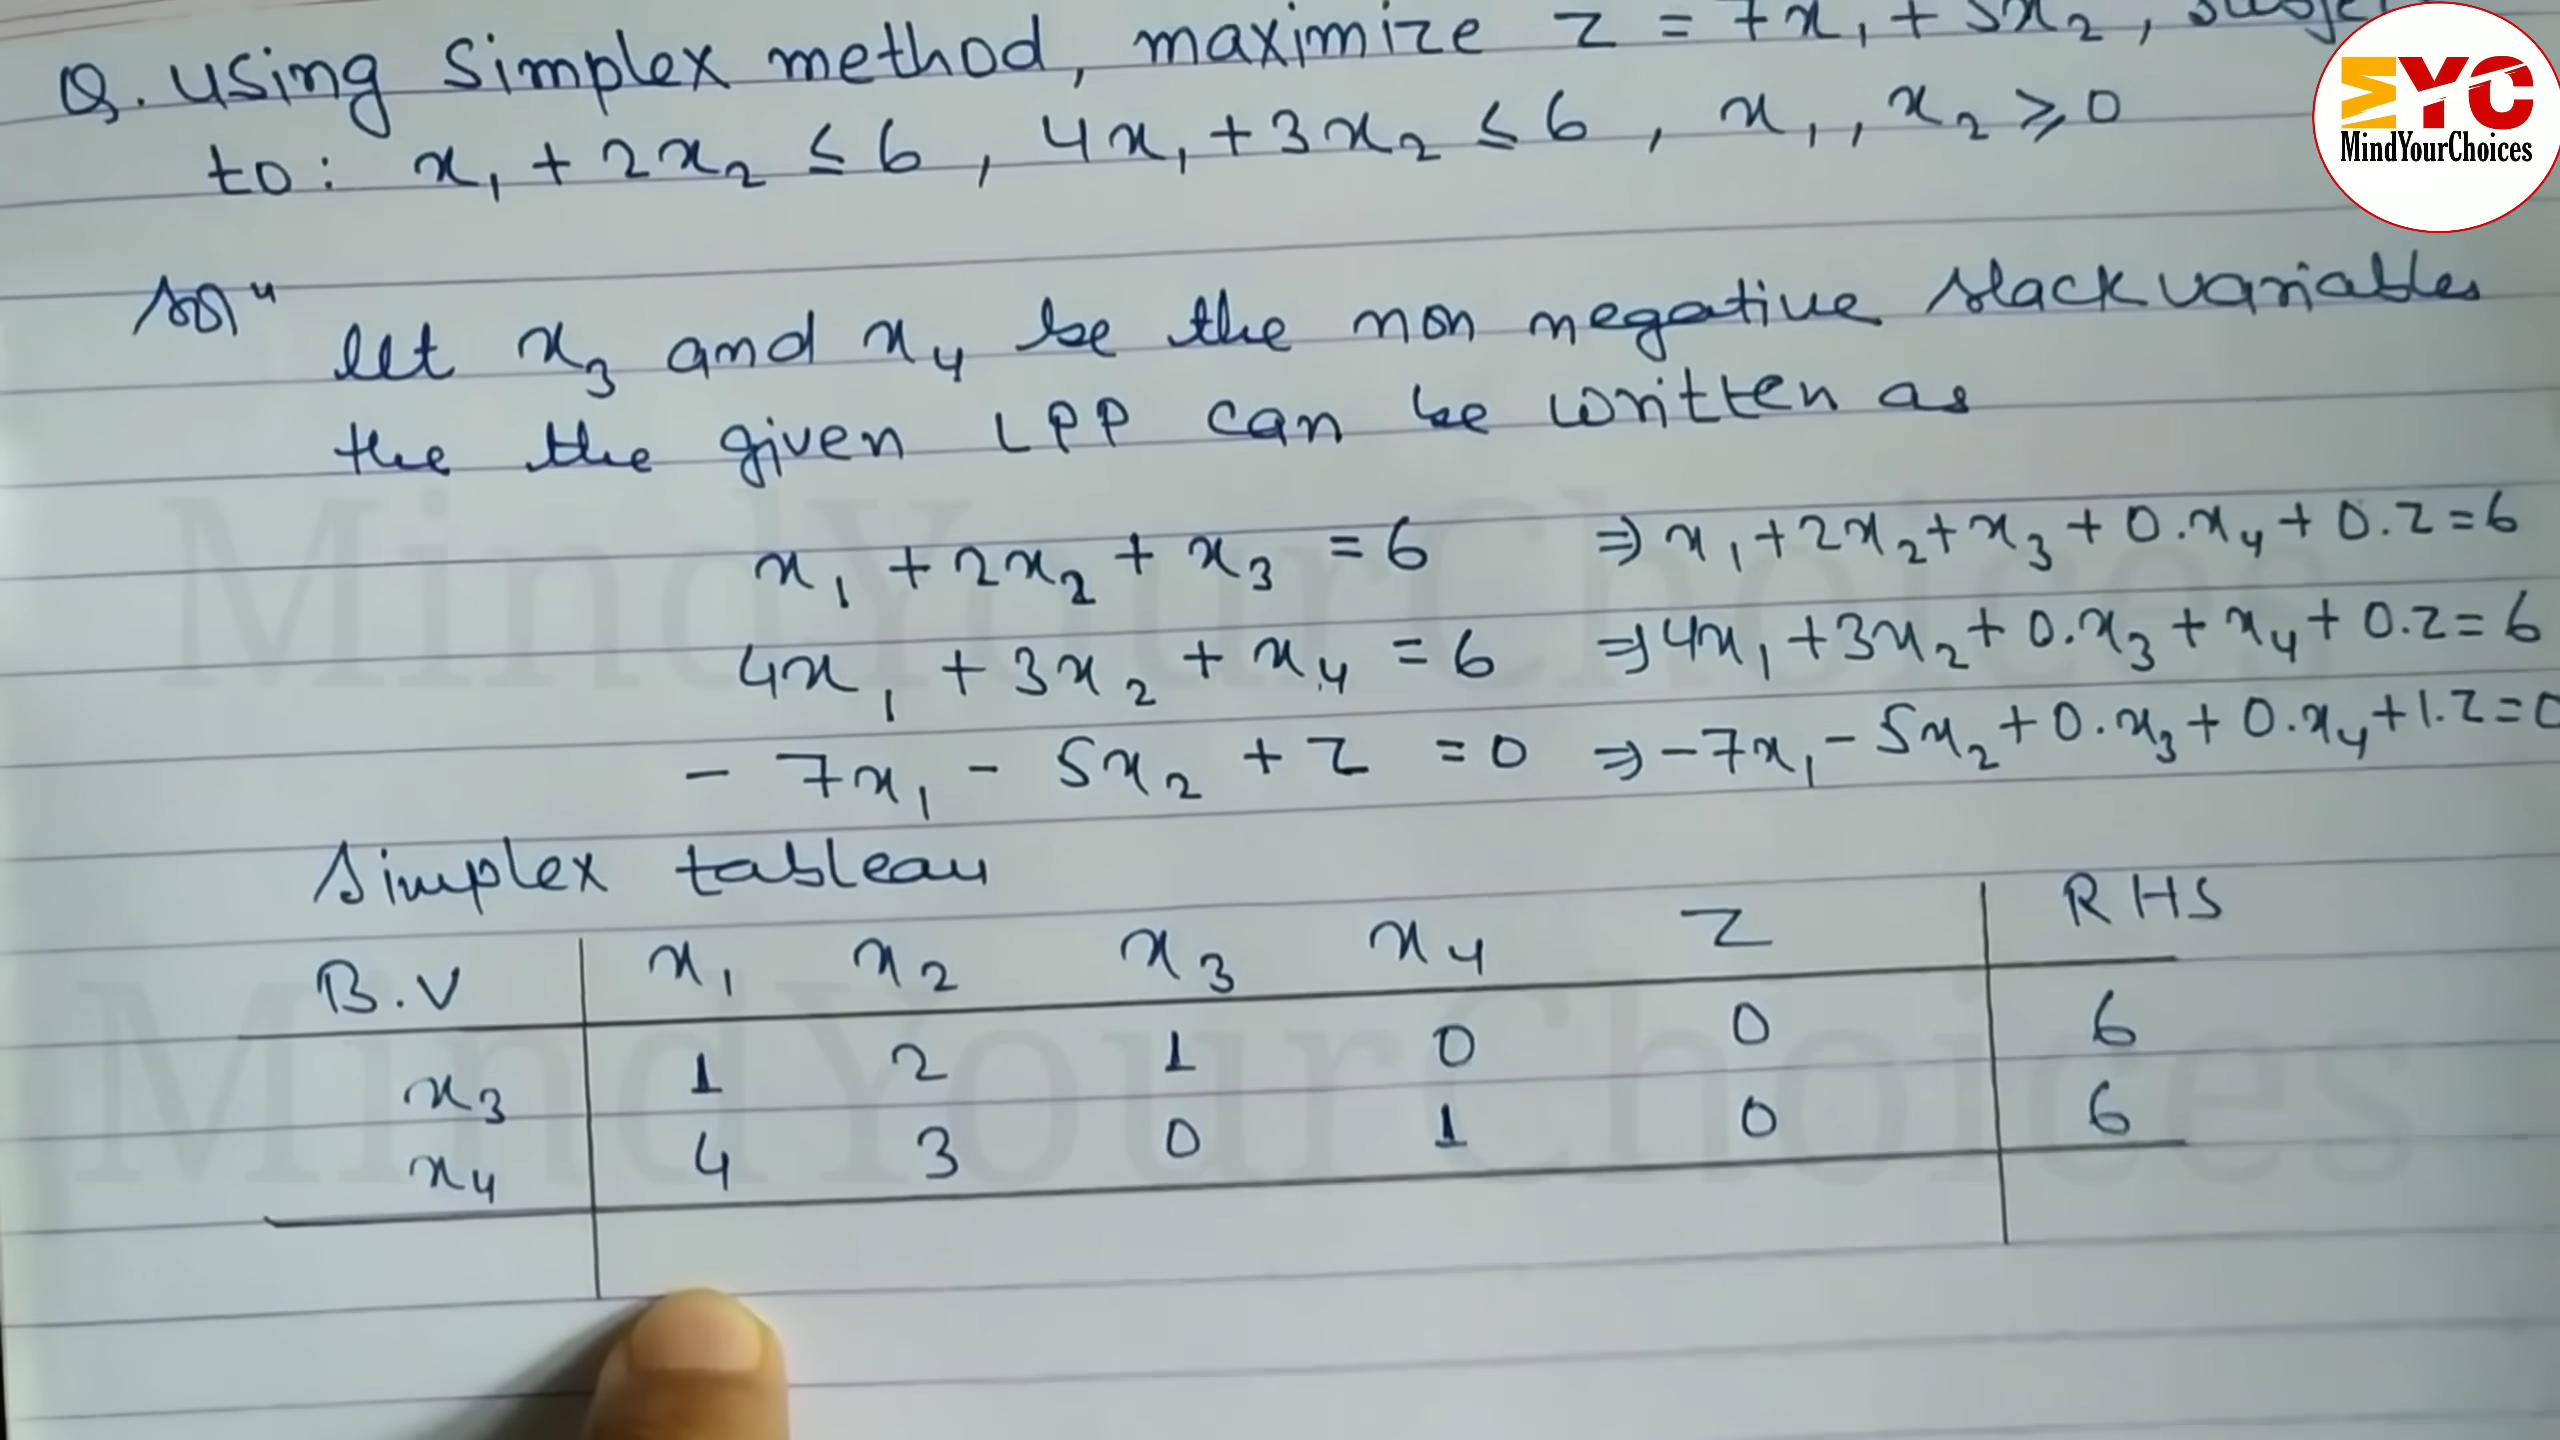 Q. Using Simplex method, maximize z = 7x₁ + 5x₂,
to: x₁ + 2x₂ ≤ 6, 4x₁ + 3x₂ ≤ 6, x₁, x₂ ≥ 0
MYC
MindYourChoices
Solⁿ
let x₃ and x₄ be the non negative slack variables
the the given LPP can be written as
x₁ + 2x₂ + x₃ = 6 ⇒ x₁ + 2x₂ + x₃ + 0.x₄ + 0.z = 6
4x₁ + 3x₂ + x₄ = 6 ⇒ 4x₁ + 3x₂ + 0.x₃ + x₄ + 0.z = 6
- 7x₁ - 5x₂ + z = 0 ⇒ -7x₁ - 5x₂ + 0.x₃ + 0.x₄ + 1.z = 0
Simplex tableau
B.V x₁ x₂ x₃ x₄ z RHS
x₃ 1 2 1 0 0 6
x₄ 4 3 0 1 0 6
MindYourChoices
MindYourChoices